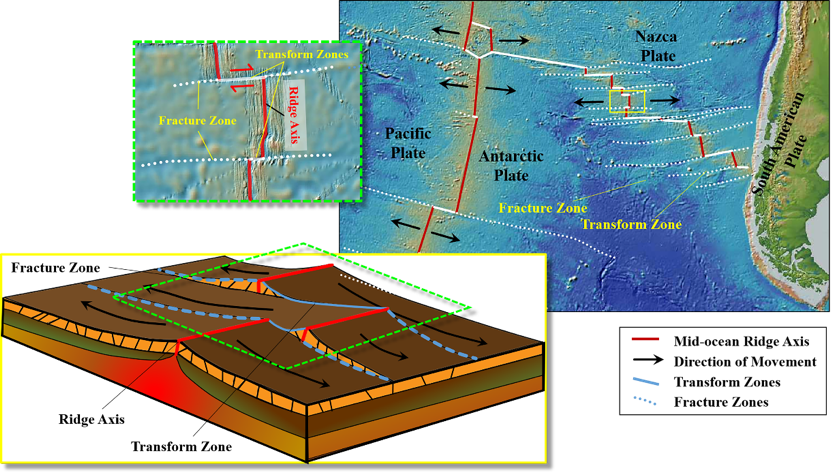 Transform Zones
Ridge Axis
Fracture Zone
Nazca
Plate
Pacific
Plate
Antarctic
Plate
South American
Plate
Fracture Zone
Transform Zone
Fracture Zone
Ridge Axis
Transform Zone
Mid-ocean Ridge Axis
Direction of Movement
Transform Zones
Fracture Zones